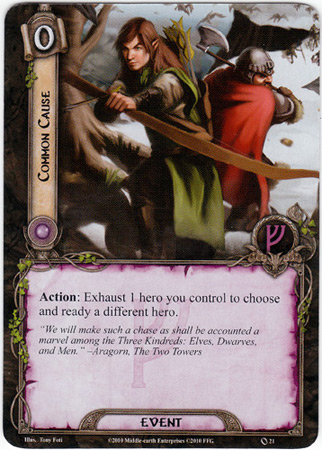 0
COMMON CAUSE
Action: Exhaust 1 hero you control to choose
and ready a different hero.
“We will make such a chase as shall be accounted a
marvel among the Three Kindreds: Elves, Dwarves,
and Men.” –Aragorn, The Two Towers
EVENT
Illus. Tony Foti
©2010 Middle-earth Enterprises ©2010 FFG
21